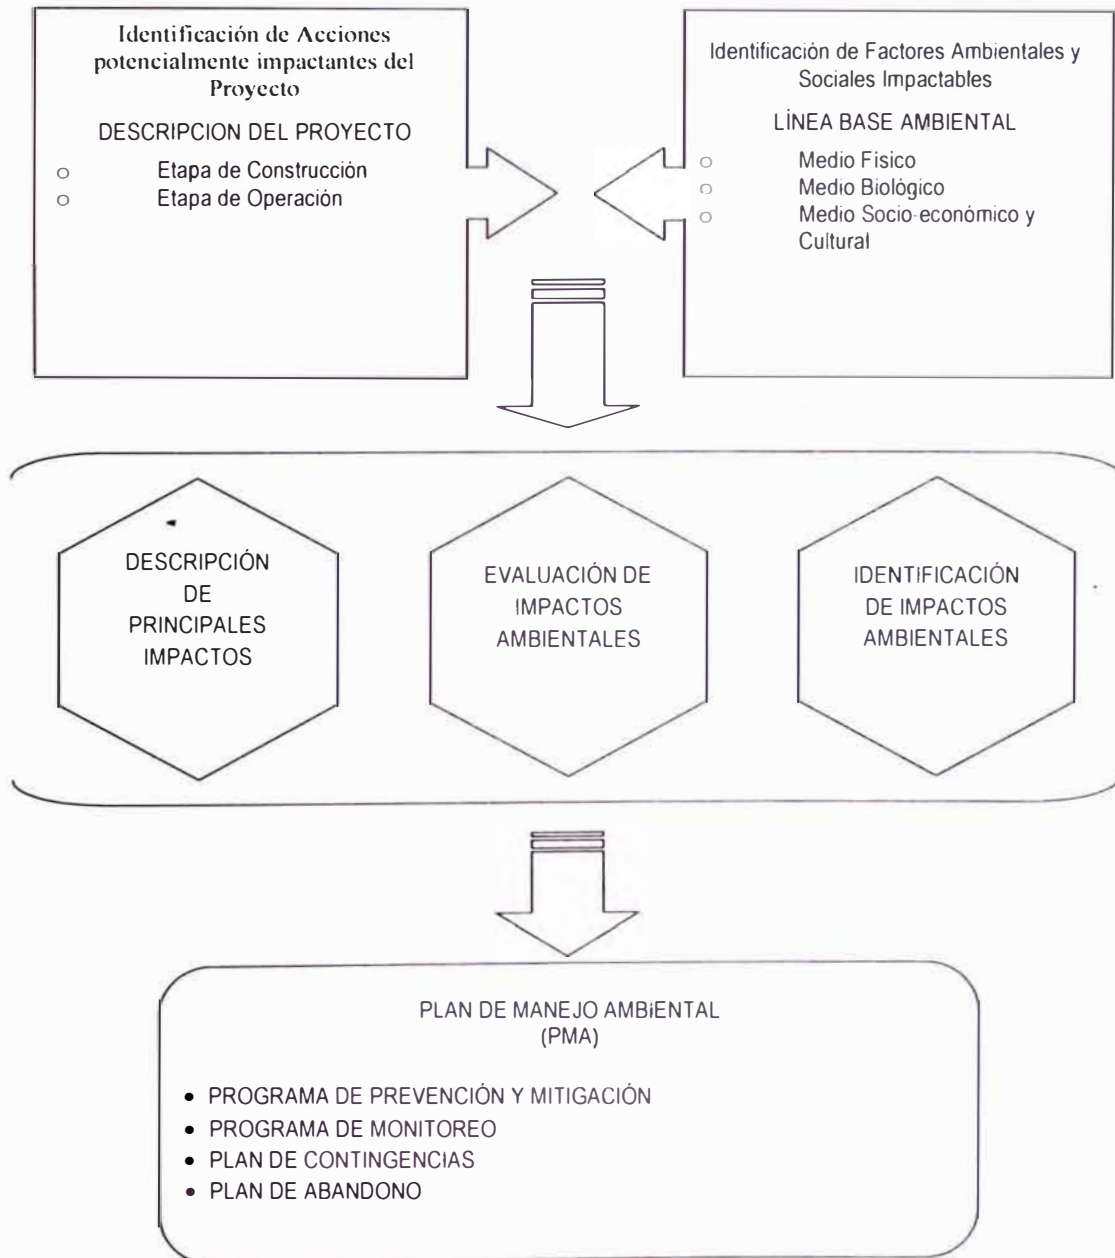 Identificación de Acciones
potencialmente impactantes del
Proyecto
DESCRIPCION DEL PROYECTO
o Etapa de Construcción
o Etapa de Operación
Identificación de Factores Ambientales y
Sociales Impactables
LÍNEA BASE AMBIENTAL
o Medio Físico
o Medio Biológico
o Medio Socio-económico y
Cultural
DESCRIPCIÓN
DE
PRINCIPALES
IMPACTOS
EVALUACIÓN DE
IMPACTOS
AMBIENTALES
IDENTIFICACIÓN
DE IMPACTOS
AMBIENTALES
PLAN DE MANEJO AMBIENTAL
(PMA)
• PROGRAMA DE PREVENCIÓN Y MITIGACIÓN
• PROGRAMA DE MONITOREO
• PLAN DE CONTINGENCIAS
• PLAN DE ABANDONO